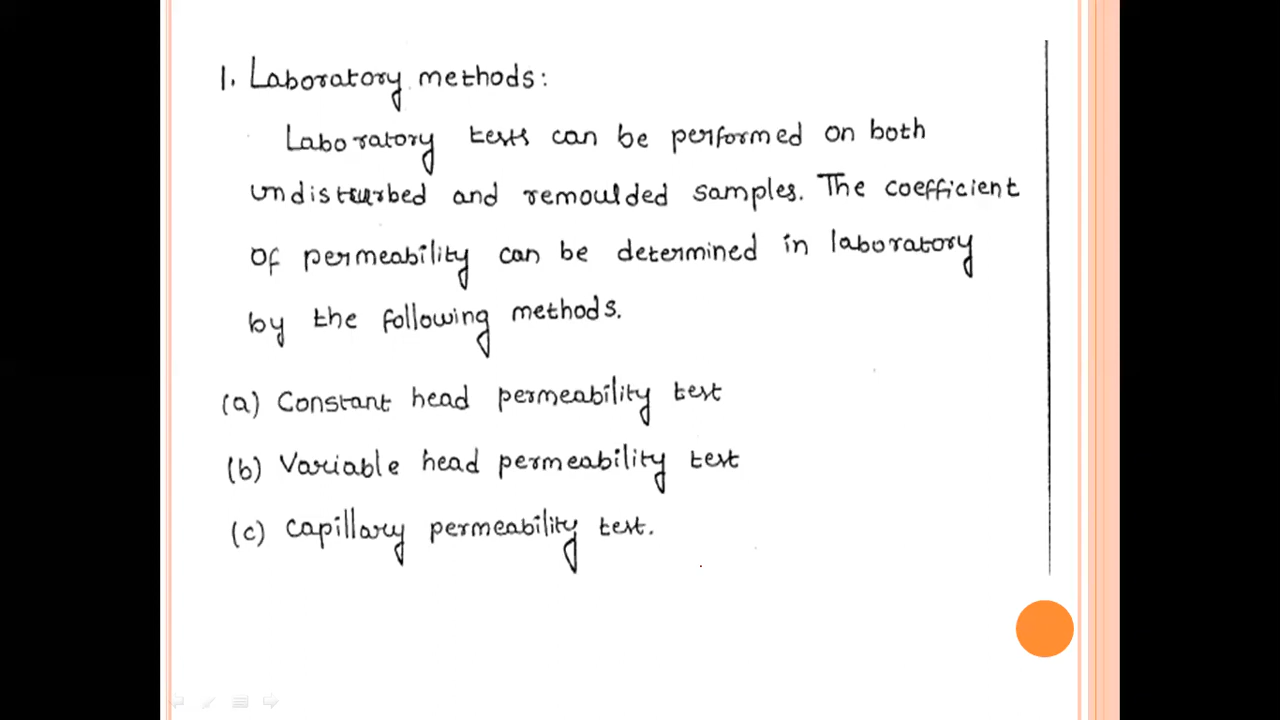 1. Laboratory methods:
Laboratory tests can be performed on both
undisturbed and remoulded samples. The coefficient
of permeability can be determined in laboratory
by the following methods.
(a) Constant head permeability test
(b) Variable head permeability test
(c) Capillary permeability test.